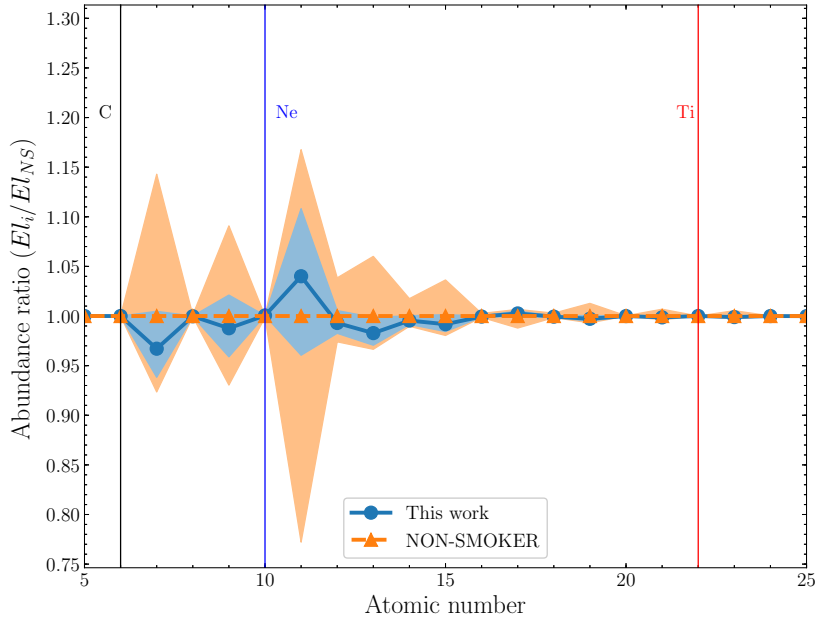 Abundance ratio (El_i/El_NS)
1.30
1.25
1.20
1.15
1.10
1.05
1.00
0.95
0.90
0.85
0.80
0.75
C
Ne
Ti
This work
NON-SMOKER
5
10
15
20
25
Atomic number